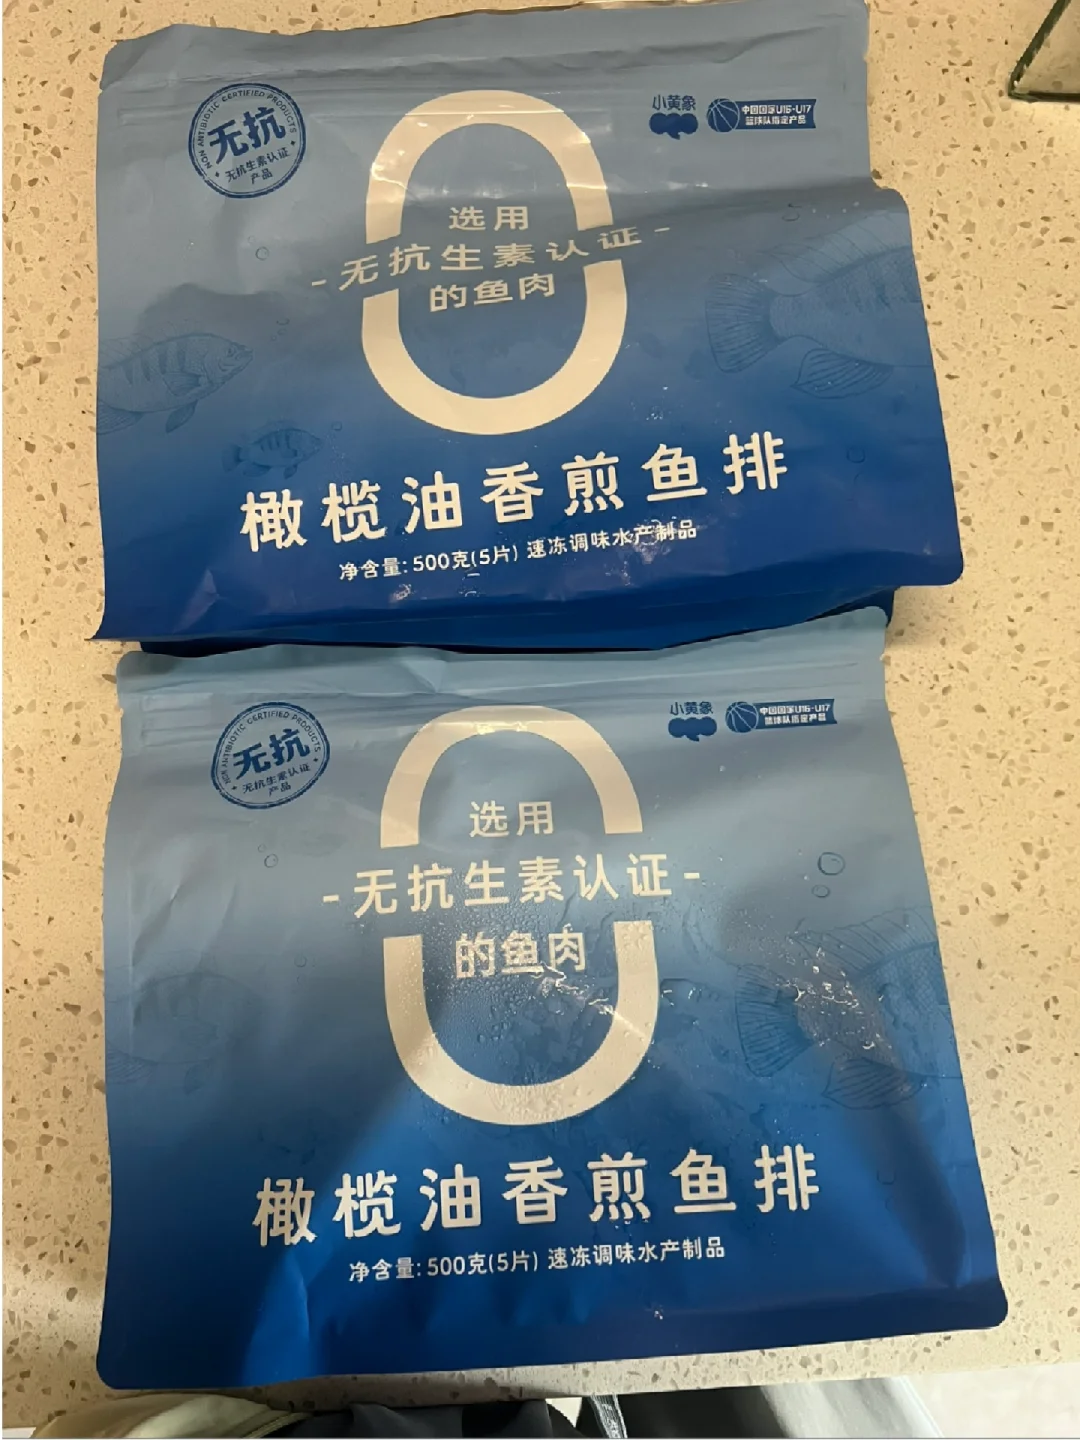 NON ANTIBIOTIC CERTIFIED PRODUCTS
无抗
无抗生素认证
产品
小黄象
中国国家U16-U17
篮球队指定产品
选用
-无抗生素认证-
的鱼肉
橄榄油香煎鱼排
净含量:500克(5片) 速冻调味水产制品
NON ANTIBIOTIC CERTIFIED PRODUCTS
无抗
无抗生素认证
产品
小黄象
中国国家U16-U17
篮球队指定产品
选用
-无抗生素认证-
的鱼肉
橄榄油香煎鱼排
净含量:500克(5片) 速冻调味水产制品